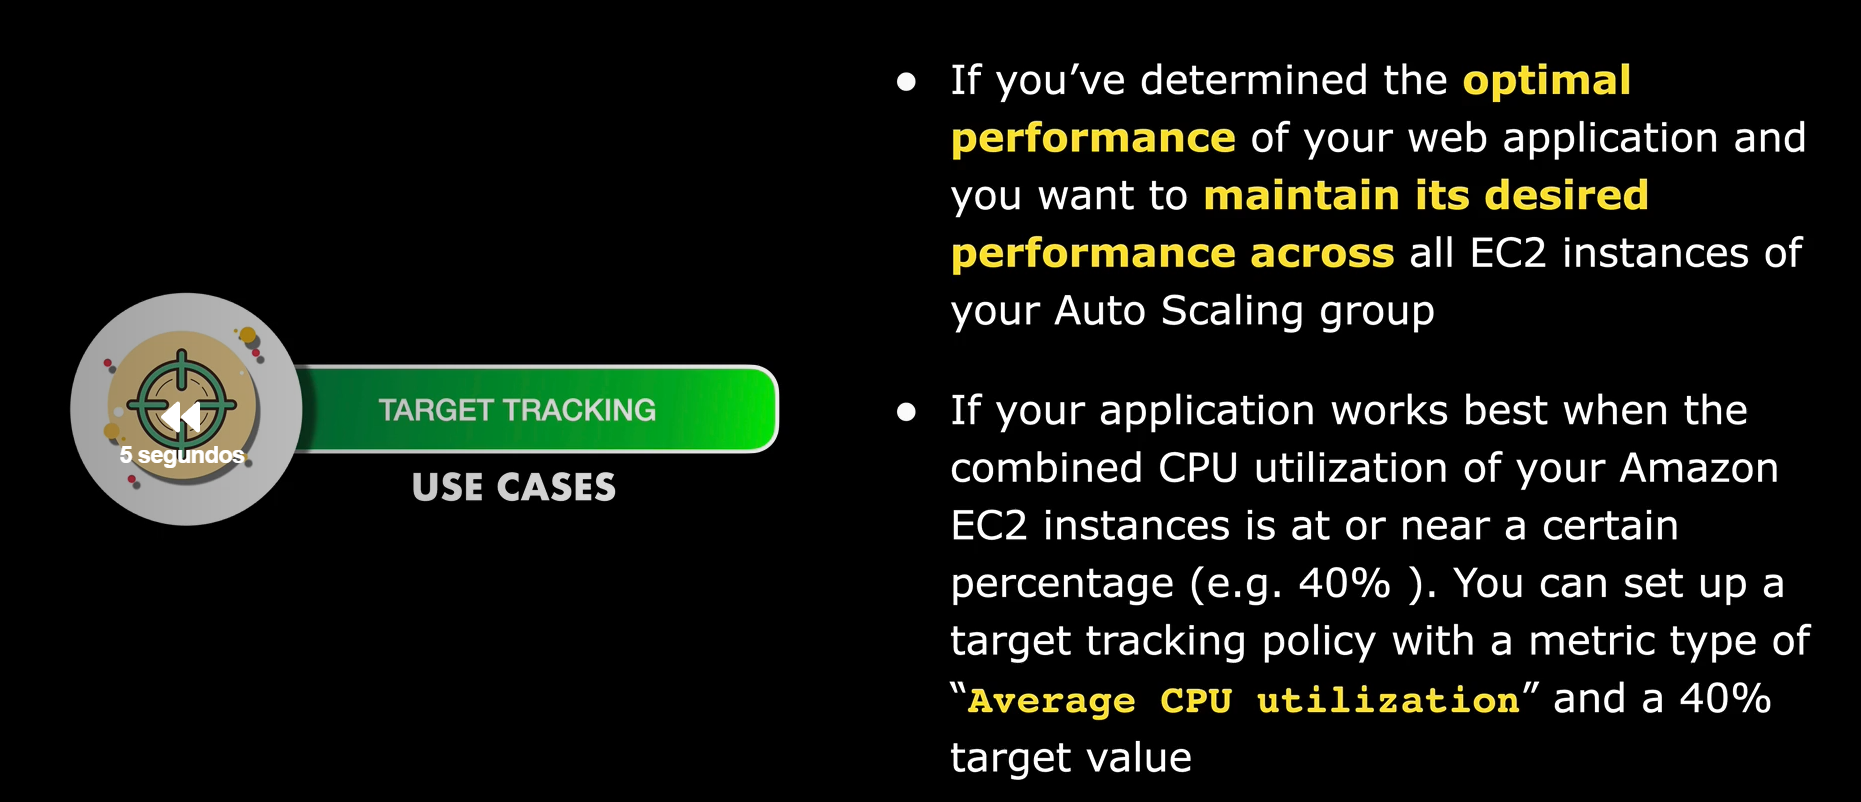 5 segundos
TARGET TRACKING
USE CASES
● If you’ve determined the optimal
performance of your web application and
you want to maintain its desired
performance across all EC2 instances of
your Auto Scaling group
● If your application works best when the
combined CPU utilization of your Amazon
EC2 instances is at or near a certain
percentage (e.g. 40% ). You can set up a
target tracking policy with a metric type of
“Average CPU utilization” and a 40%
target value